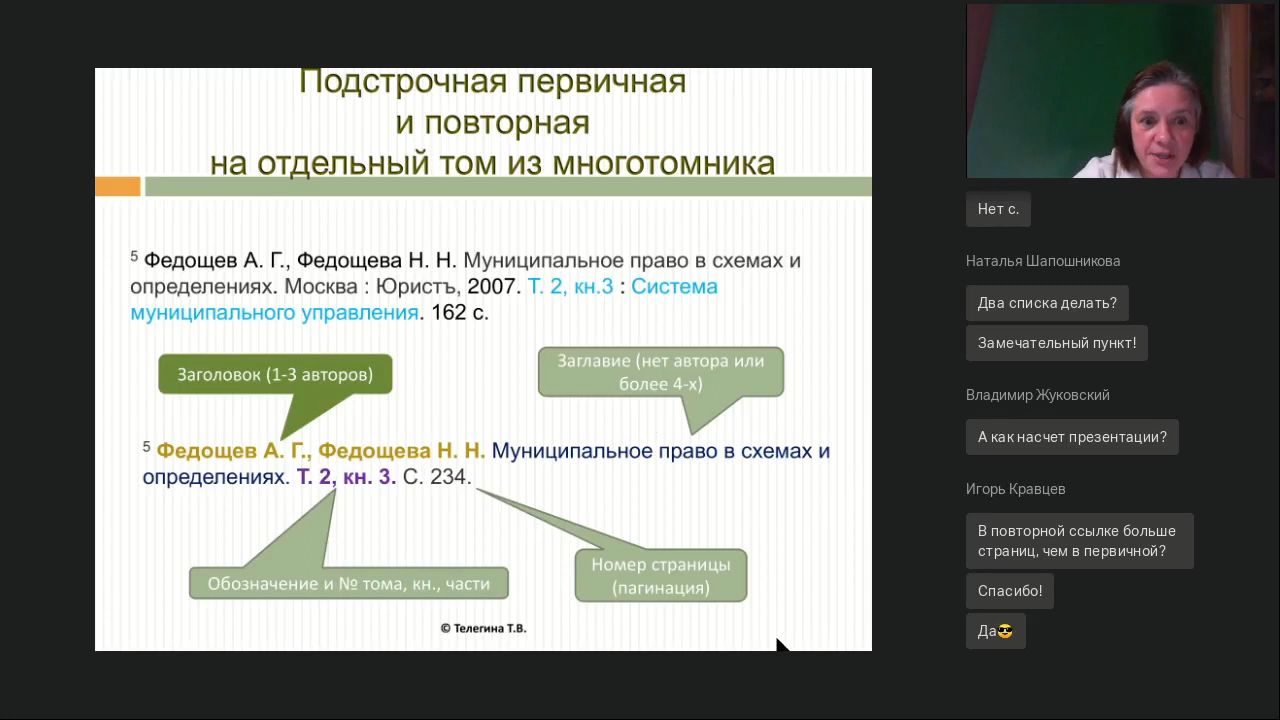 Подстрочная первичная
и повторная
на отдельный том из многотомника
5 Федощев А. Г., Федощева Н. Н. Муниципальное право в схемах и
определениях. Москва : Юристъ, 2007. Т. 2, кн.3 : Система
муниципального управления. 162 с.
Заголовок (1-3 авторов)
Заглавие (нет автора или
более 4-х)
5 Федощев А. Г., Федощева Н. Н. Муниципальное право в схемах и
определениях. Т. 2, кн. 3. С. 234.
Обозначение и № тома, кн., части
Номер страницы
(пагинация)
© Телегина Т.В.
Нет с.
Наталья Шапошникова
Два списка делать?
Замечательный пункт!
Владимир Жуковский
А как насчет презентации?
Игорь Кравцев
В повторной ссылке больше
страниц, чем в первичной?
Спасибо!
Да😎